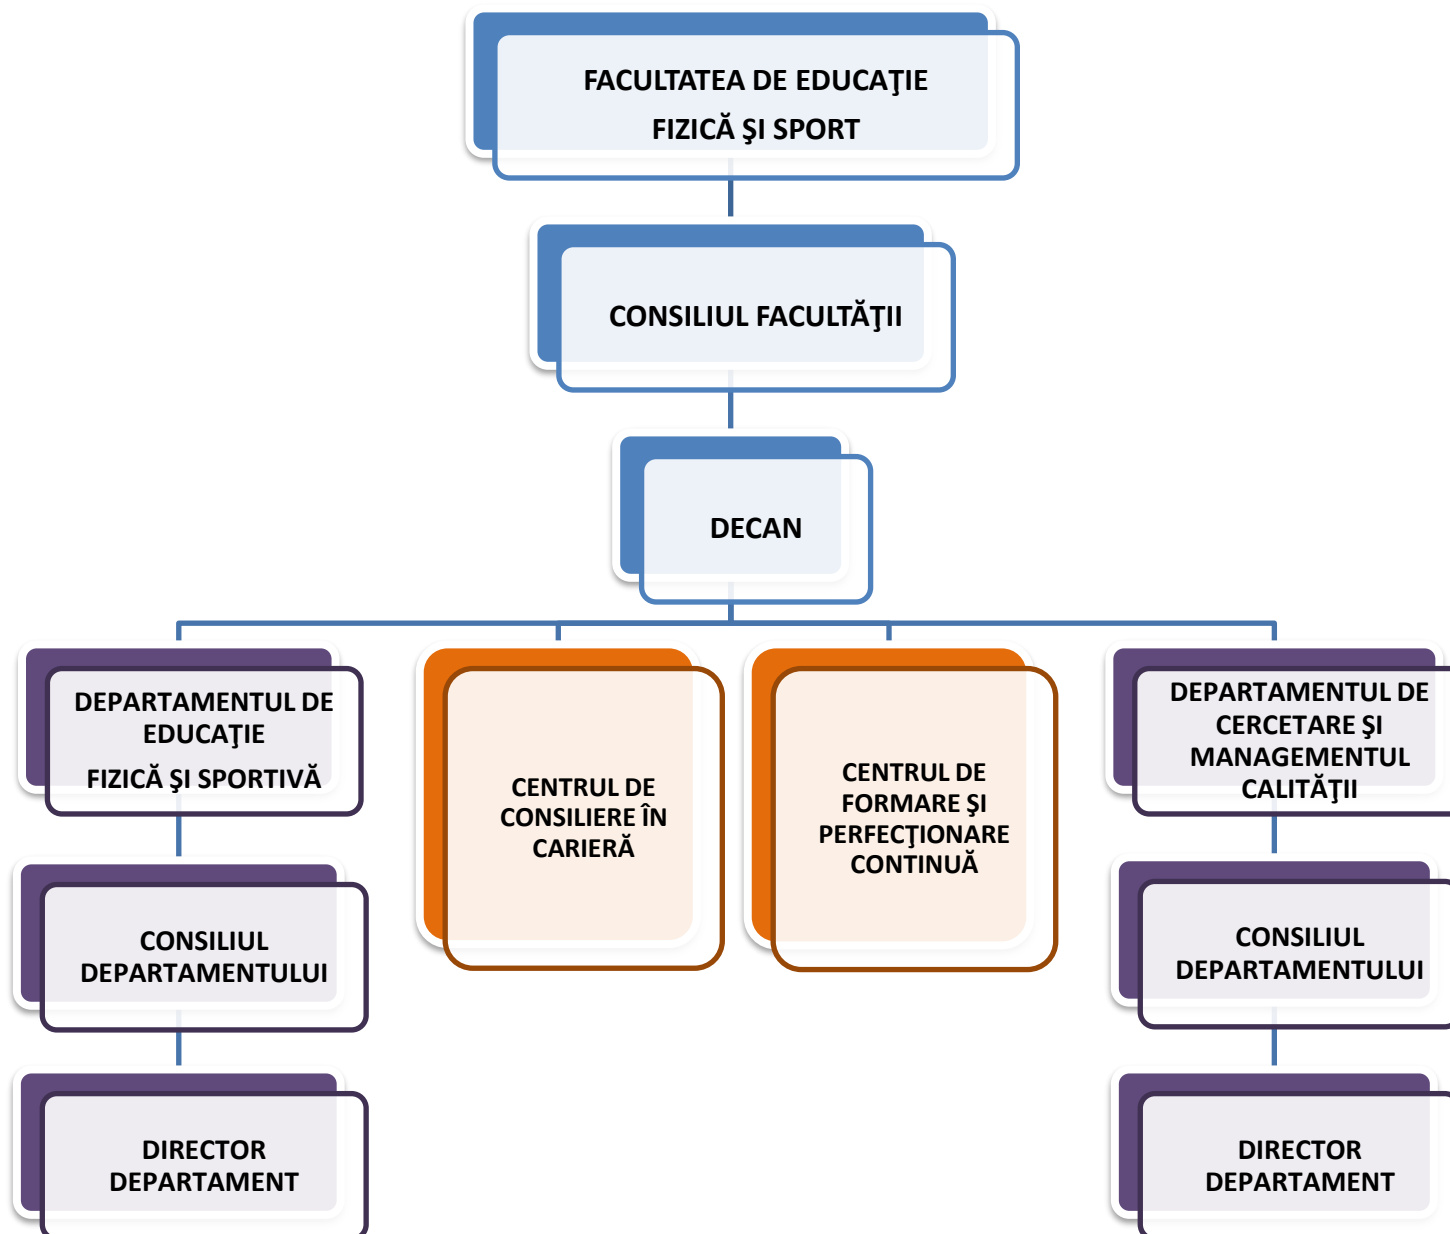 FACULTATEA DE EDUCAŢIE
FIZICĂ ŞI SPORT
CONSILIUL FACULTĂŢII
DECAN
DEPARTAMENTUL DE
EDUCAŢIE
FIZICĂ ŞI SPORTIVĂ
CENTRUL DE
CONSILIERE ÎN
CARIERĂ
CENTRUL DE
FORMARE ŞI
PERFECŢIONARE
CONTINUĂ
DEPARTAMENTUL DE
CERCETARE ŞI
MANAGEMENTUL
CALITĂŢII
CONSILIUL
DEPARTAMENTULUI
CONSILIUL
DEPARTAMENTULUI
DIRECTOR
DEPARTAMENT
DIRECTOR
DEPARTAMENT